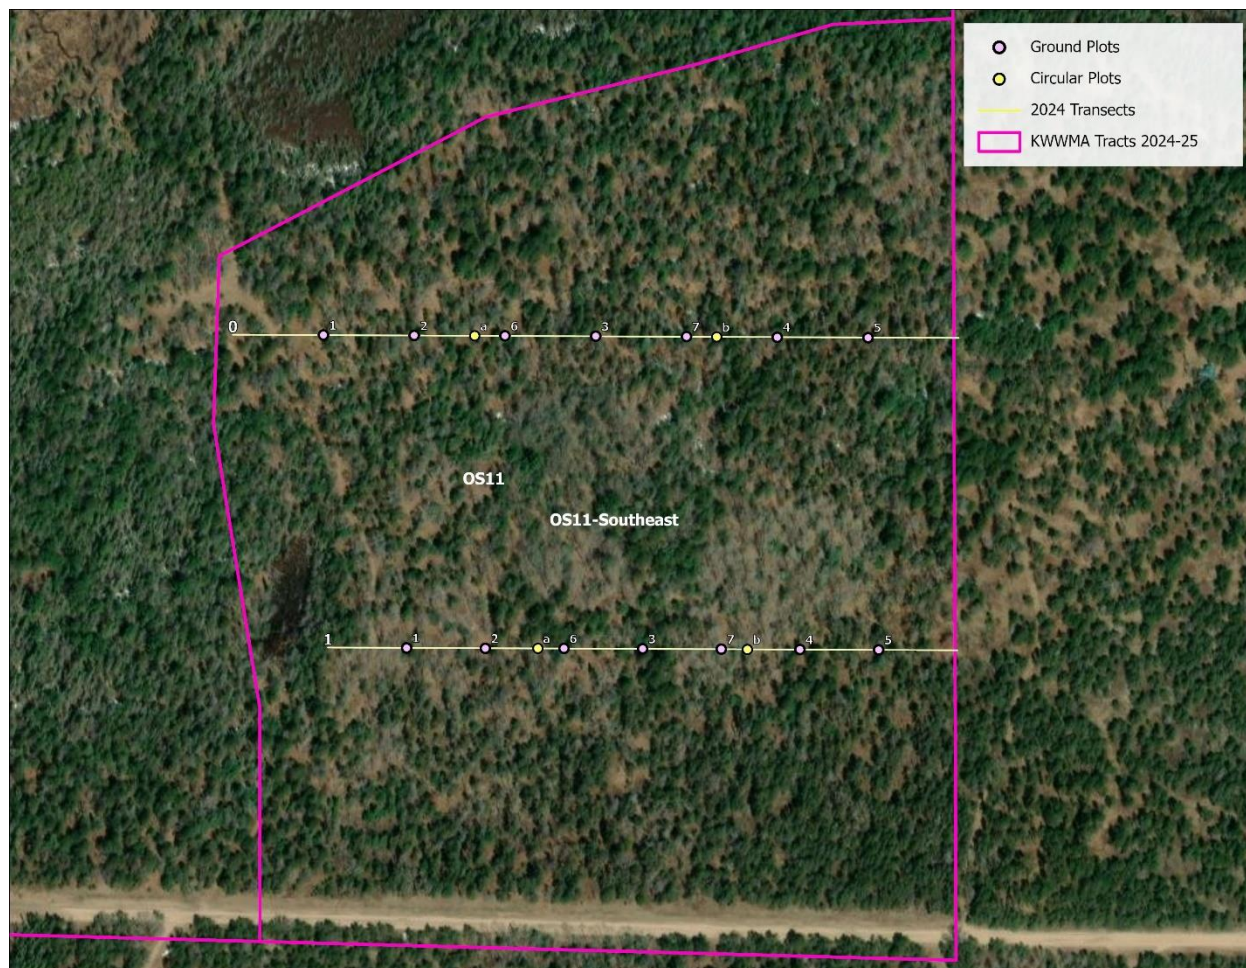 Ground Plots
Circular Plots
2024 Transects
KWWMA Tracts 2024-25
0 1 2 a 6 3 7 b 4 5
OS11
OS11-Southeast
1 1 2 a 6 3 7 b 4 5